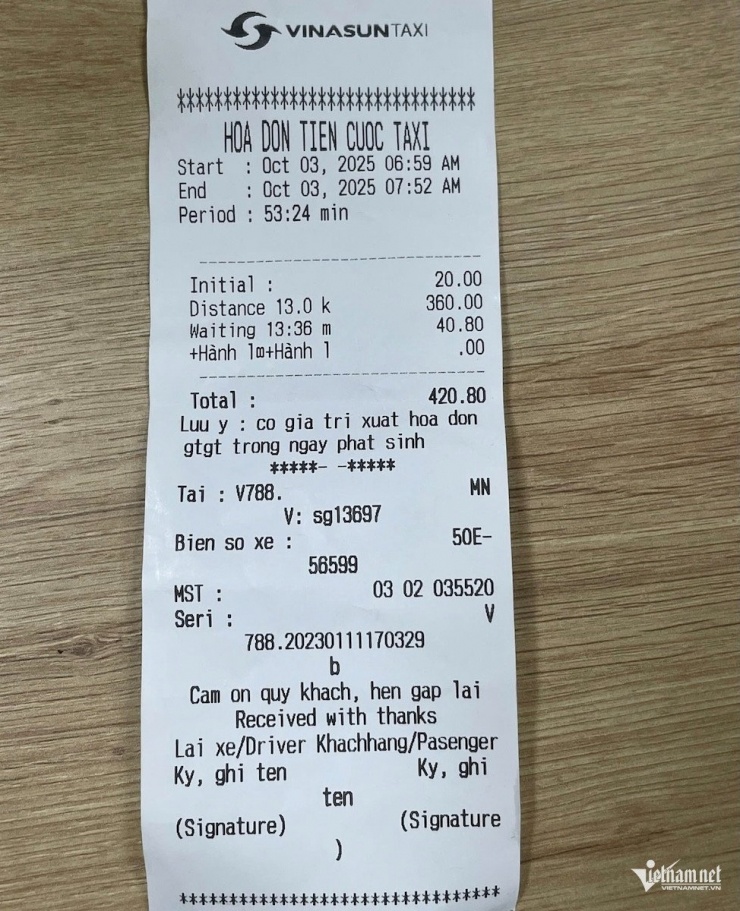 VINASUNTAXI
********************************
HOA DON TIEN CUOC TAXI
Start : Oct 03, 2025 06:59 AM
End : Oct 03, 2025 07:52 AM
Period : 53:24 min
Initial : 20.00
Distance 13.0 k 360.00
Waiting 13:36 m 40.80
+Hành 1m+Hành 1 .00
Total : 420.80
Luu y : co gia tri xuat hoa don
gtgt trong ngay phat sinh
*****- -*****
Tai : V788. MN
V: sg13697
Bien so xe : 50E-
56599
MST : 03 02 035520
Seri : V
788.20230111170329
b
Cam on quy khach, hen gap lai
Received with thanks
Lai xe/Driver Khachhang/Pasenger
Ky, ghi ten Ky, ghi
ten
(Signature) (Signature
)
********************************
Vietnamnet
VIETNAMNET.VN